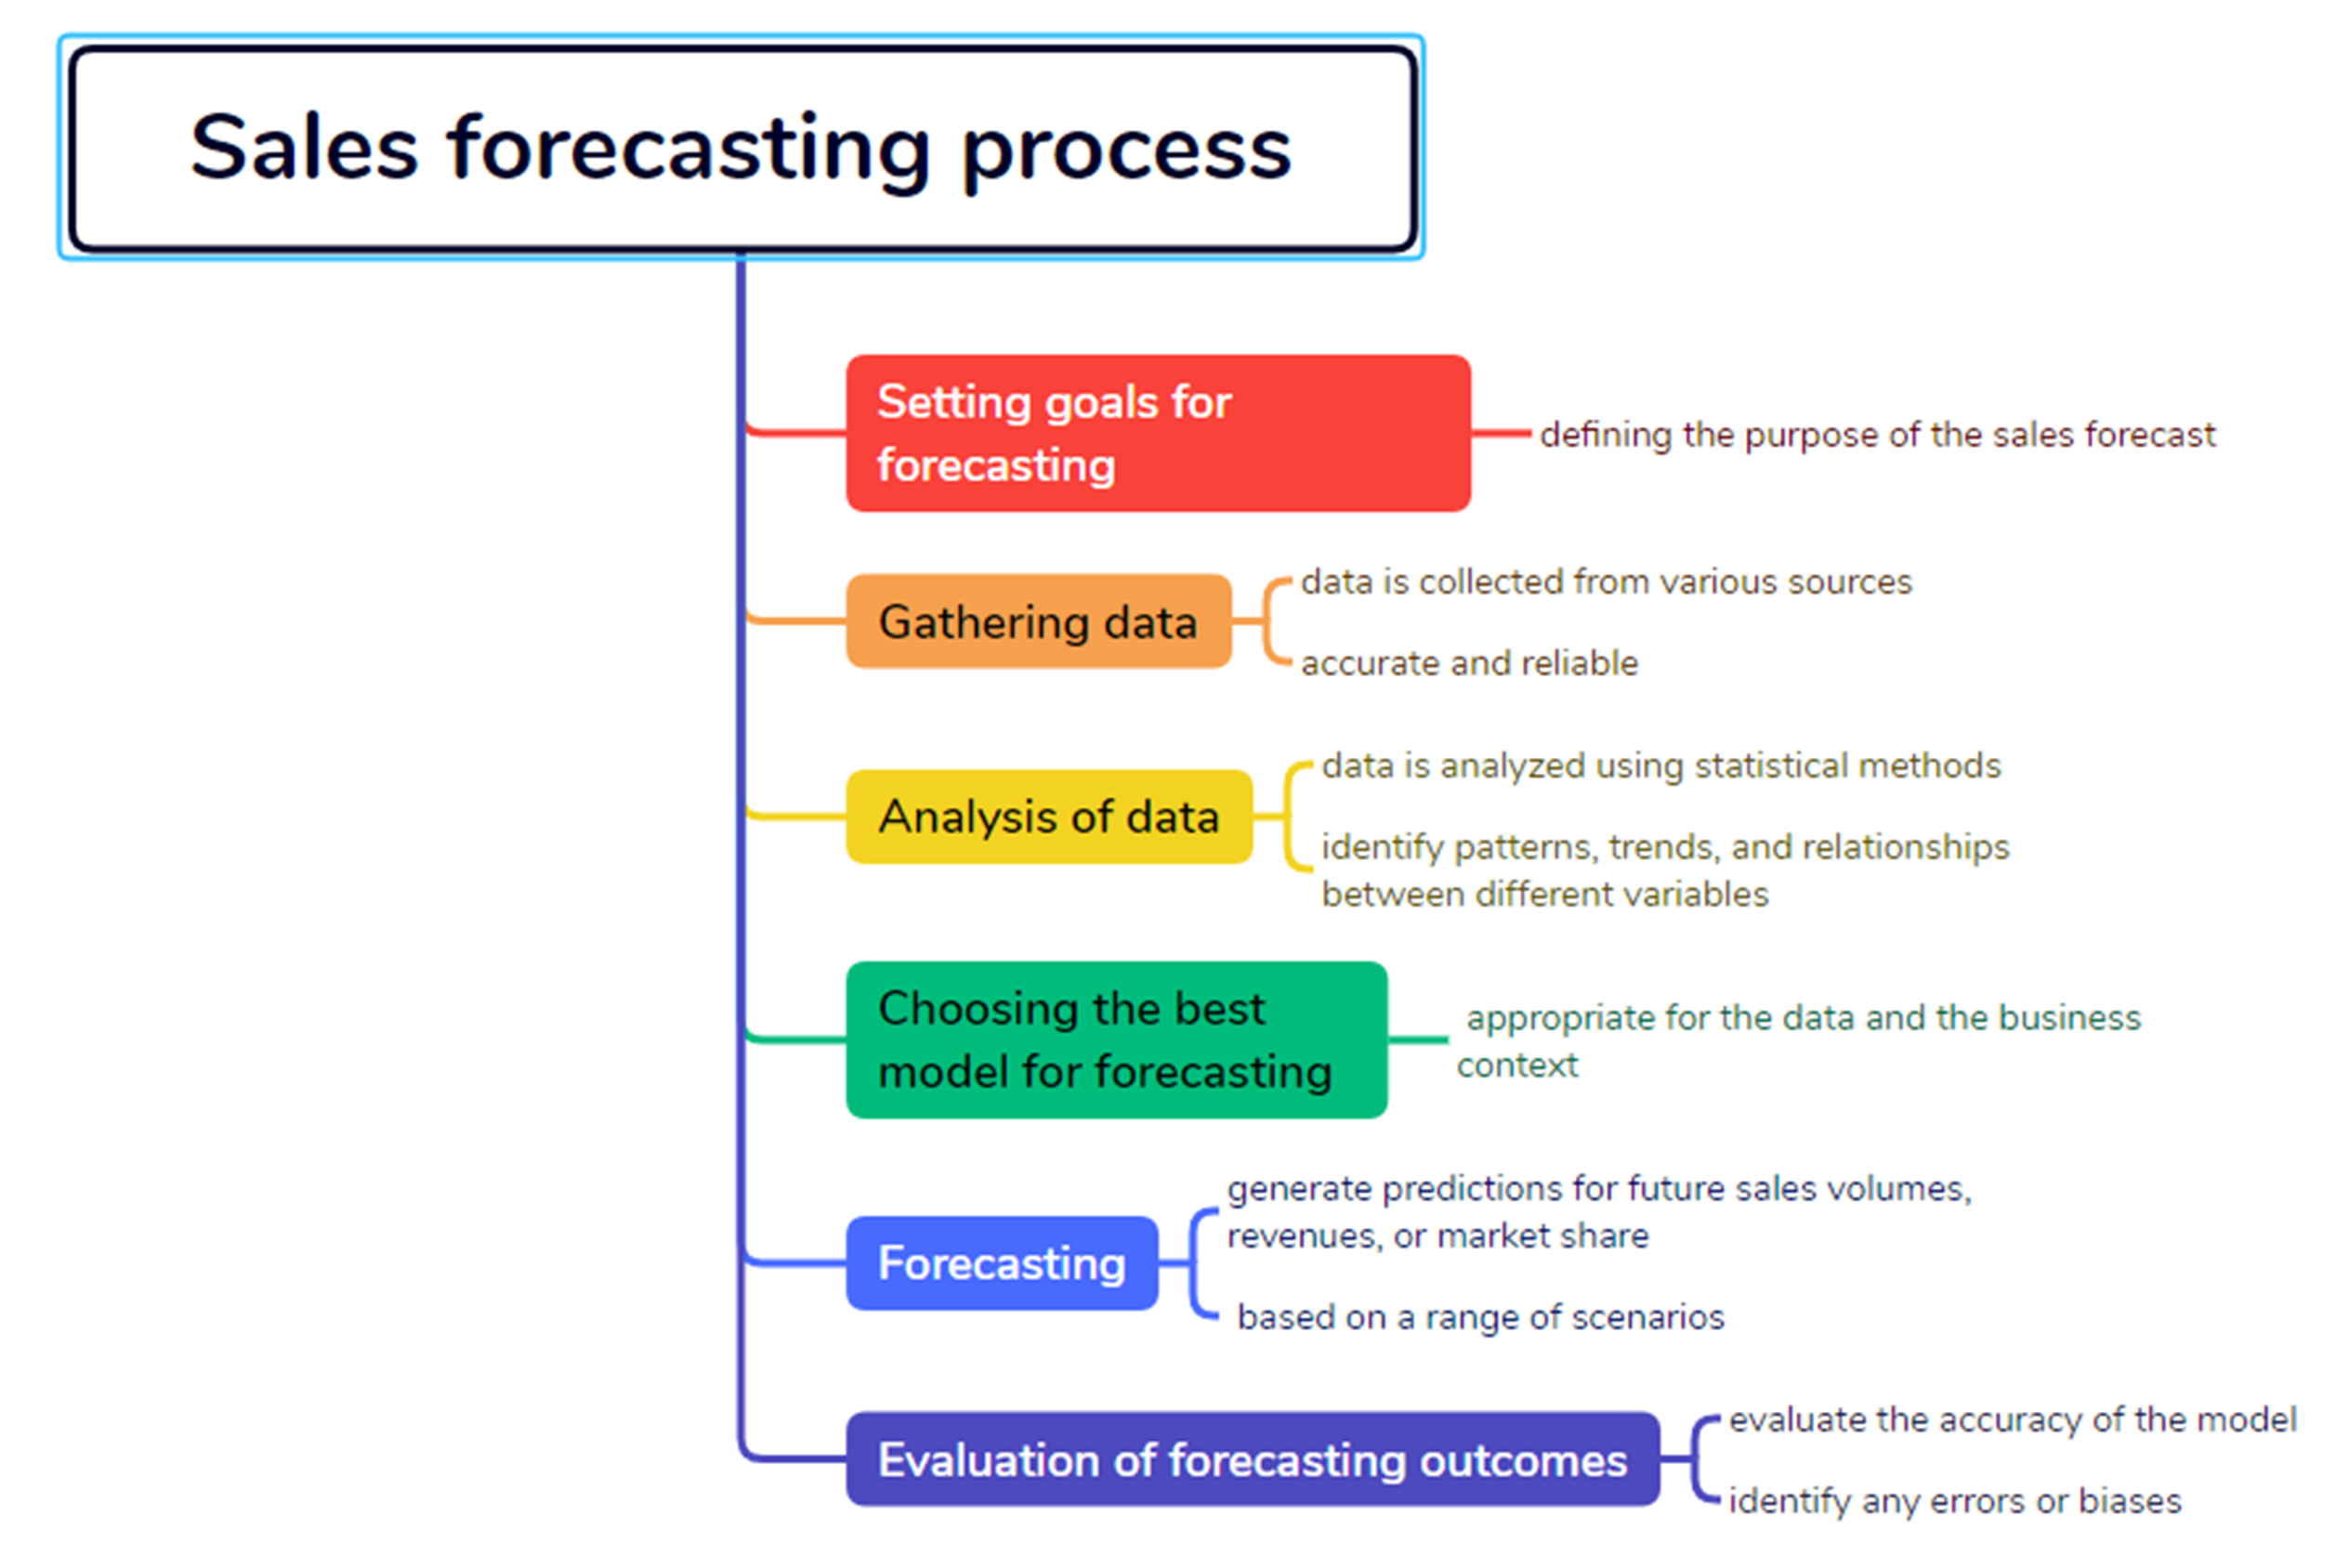 Sales forecasting process
Setting goals for
forecasting
defining the purpose of the sales forecast
Gathering data
data is collected from various sources
accurate and reliable
Analysis of data
data is analyzed using statistical methods
identify patterns, trends, and relationships
between different variables
Choosing the best
model for forecasting
appropriate for the data and the business
context
Forecasting
generate predictions for future sales volumes,
revenues, or market share
based on a range of scenarios
Evaluation of forecasting outcomes
evaluate the accuracy of the model
identify any errors or biases